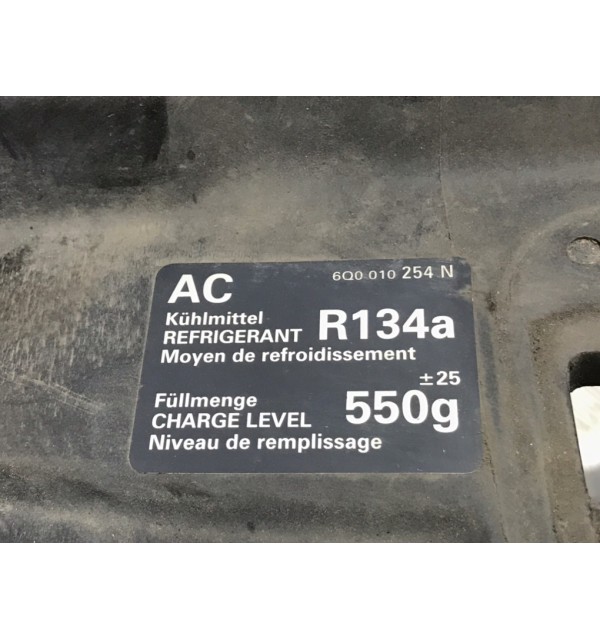 AC 6Q0 010 254 N
Kühlmittel
REFRIGERANT R134a
Moyen de refroidissement
±25
Füllmenge
CHARGE LEVEL 550g
Niveau de remplissage